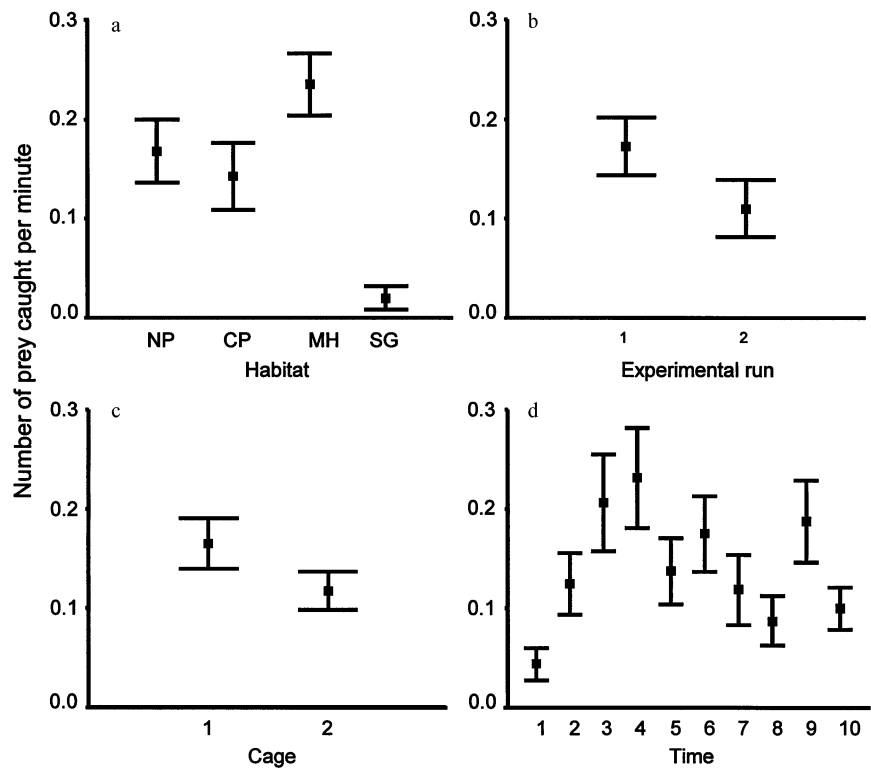 Number of prey caught per minute
a
0.3
0.2
0.1
0.0
NP CP MH SG
Habitat
b
0.3
0.2
0.1
0.0
1 2
Experimental run
c
0.3
0.2
0.1
0.0
1 2
Cage
d
0.3
0.2
0.1
0.0
1 2 3 4 5 6 7 8 9 10
Time